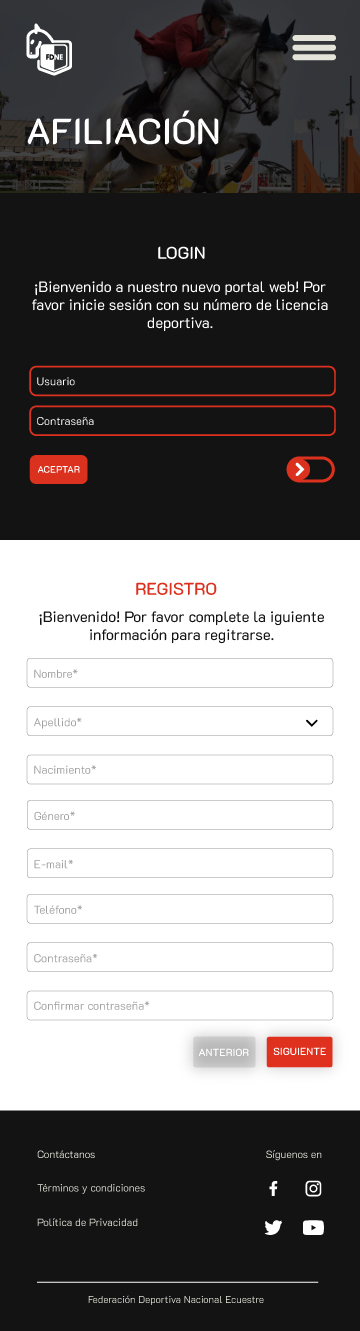 FDNE
AFILIACIÓN
LOGIN
¡Bienvenido a nuestro nuevo portal web! Por
favor inicie sesión con su número de licencia
deportiva.
Usuario
Contraseña
ACEPTAR
REGISTRO
¡Bienvenido! Por favor complete la iguiente
información para regitrarse.
Nombre*
Apellido*
Nacimiento*
Género*
E-mail*
Teléfono*
Contraseña*
Confirmar contraseña*
ANTERIOR
SIGUIENTE
Contáctanos
Síguenos en
Términos y condiciones
Política de Privacidad
Federación Deportiva Nacional Ecuestre